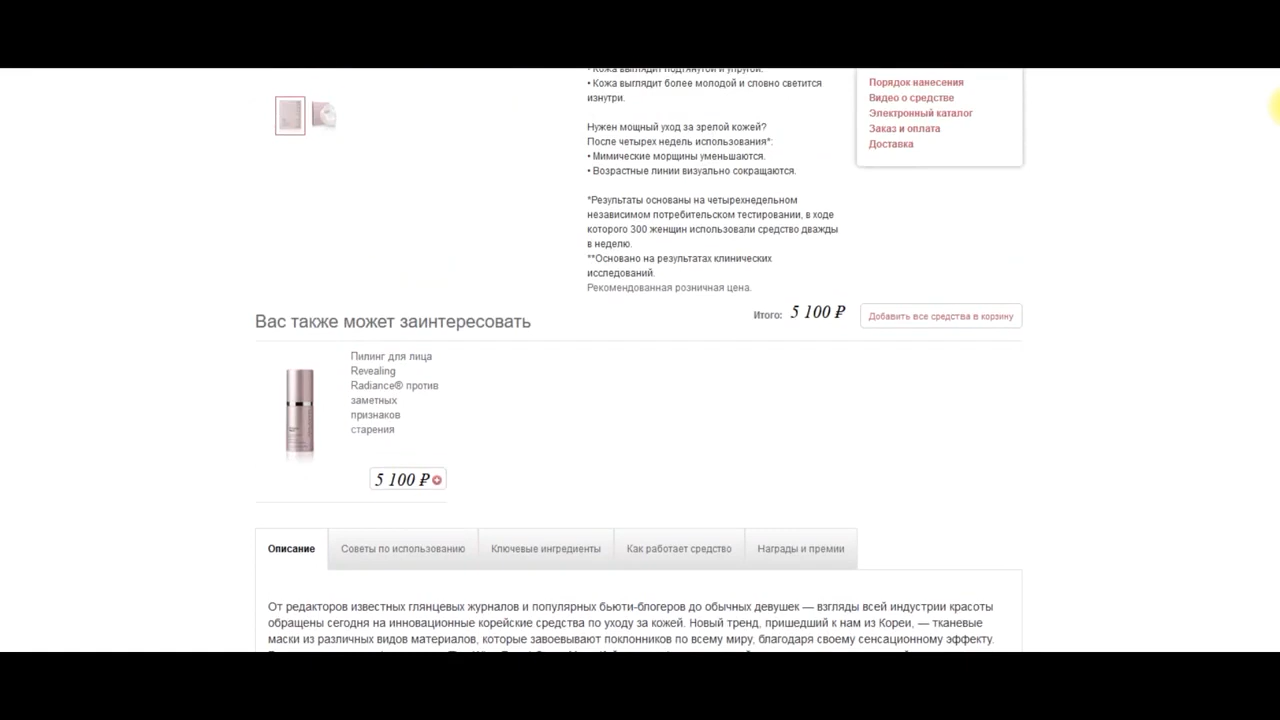 • Кожа выглядит подтянутой и упругой.
• Кожа выглядит более молодой и словно светится
изнутри.
Нужен мощный уход за зрелой кожей?
После четырех недель использования*:
• Мимические морщины уменьшаются.
• Возрастные линии визуально сокращаются.
*Результаты основаны на четырехнедельном
независимом потребительском тестировании, в ходе
которого 300 женщин использовали средство дважды
в неделю.
**Основано на результатах клинических
исследований.
Рекомендованная розничная цена.
Порядок нанесения
Видео о средстве
Электронный каталог
Заказ и оплата
Доставка
Вас также может заинтересовать
Итого: 5 100 ₽
Добавить все средства в корзину
Пилинг для лица
Revealing
Radiance® против
заметных
признаков
старения
5 100 ₽
Описание
Советы по использованию
Ключевые ингредиенты
Как работает средство
Награды и премии
От редакторов известных глянцевых журналов и популярных бьюти-блогеров до обычных девушек — взгляды всей индустрии красоты
обращены сегодня на инновационные корейские средства по уходу за кожей. Новый тренд, пришедший к нам из Кореи, — тканевые
маски из различных видов материалов, которые завоевывают поклонников по всему миру, благодаря своему сенсационному эффекту.